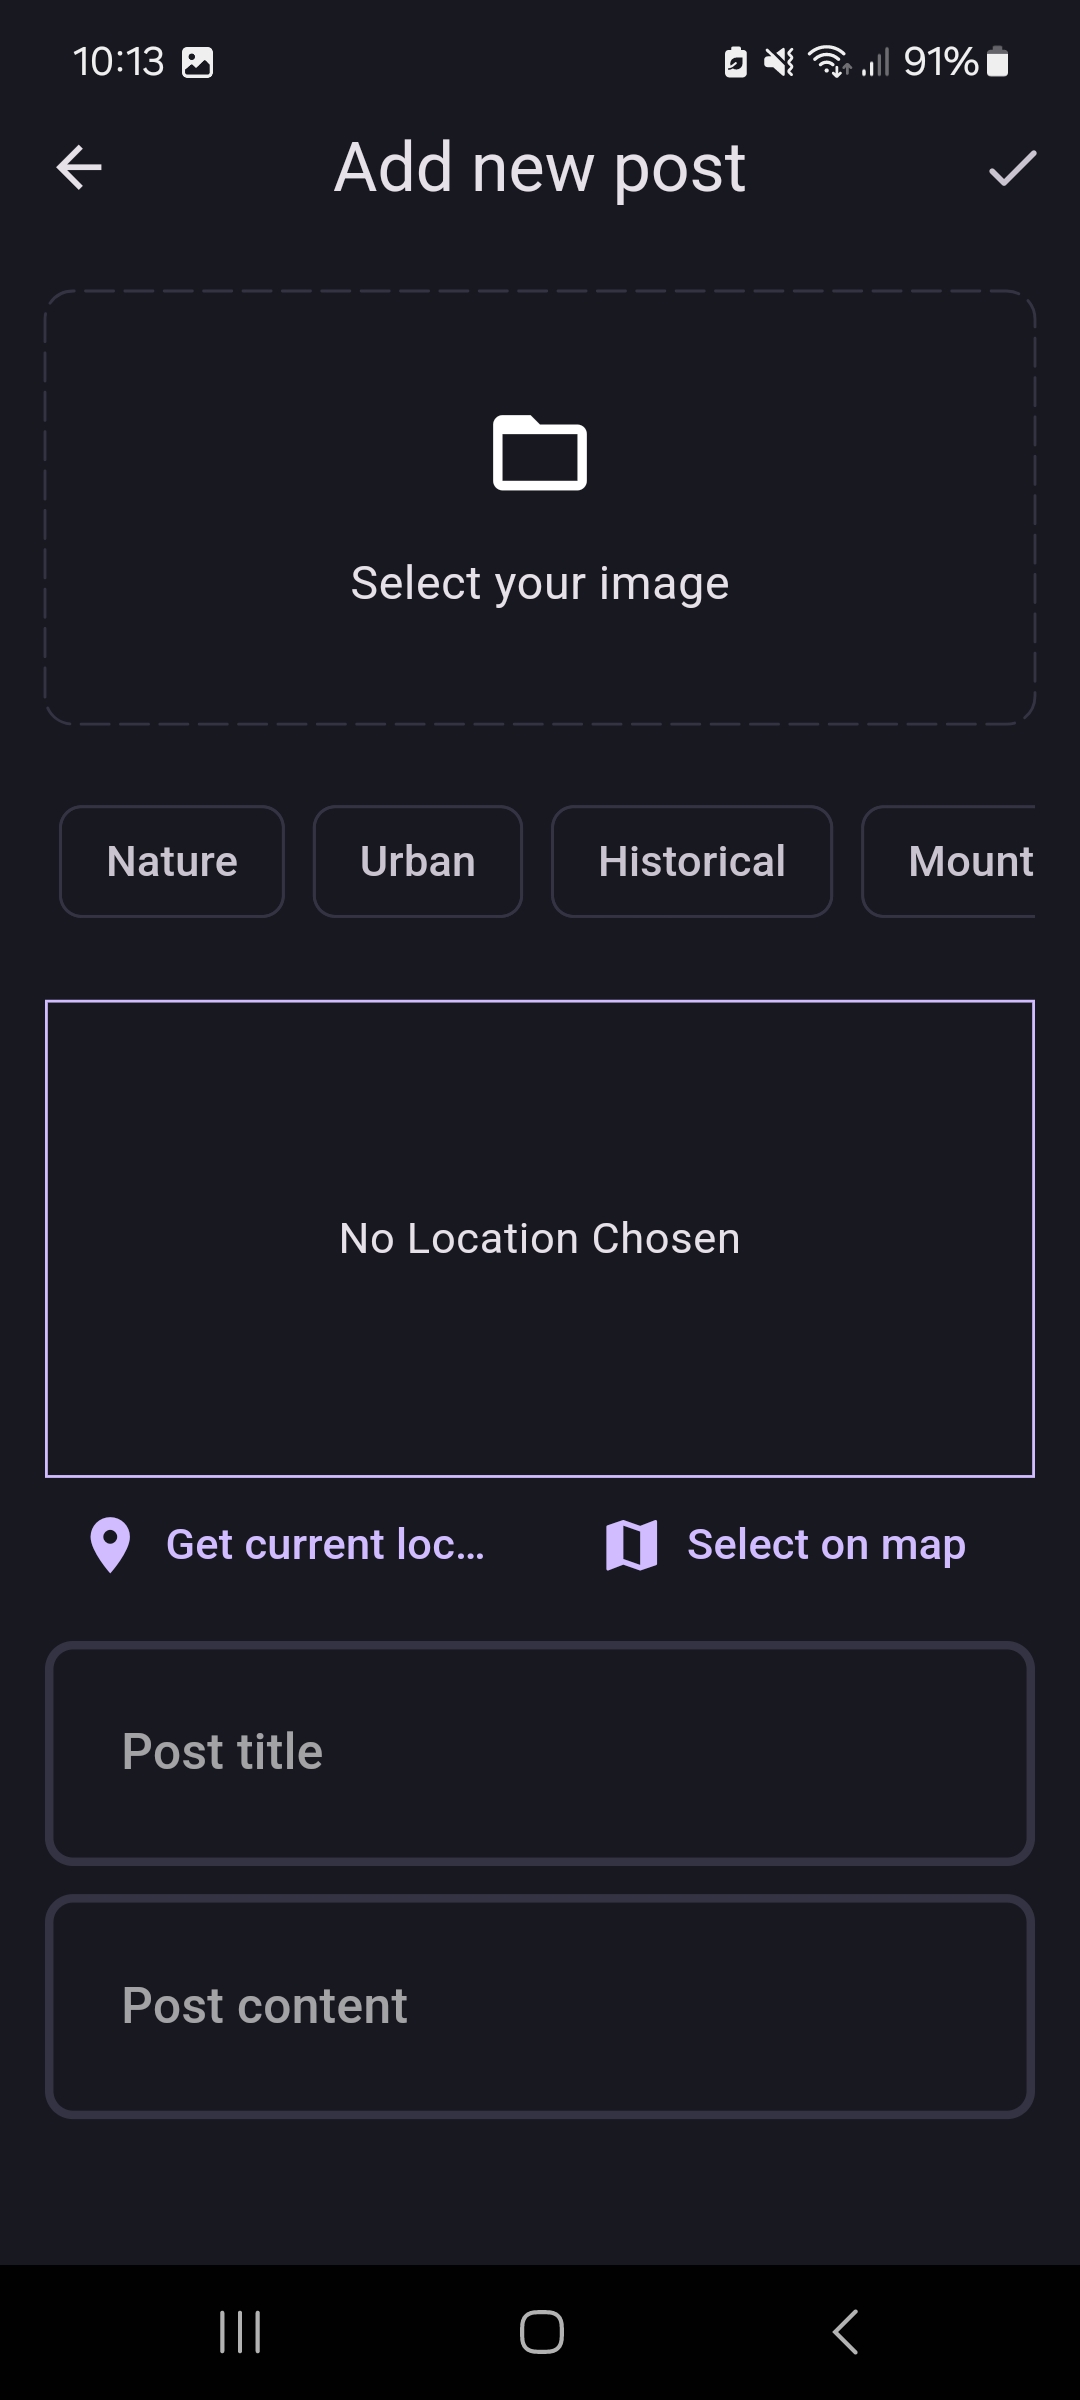 10:13
91%
Add new post
Select your image
Nature Urban Historical Mount
No Location Chosen
Get current loc... Select on map
Post title
Post content